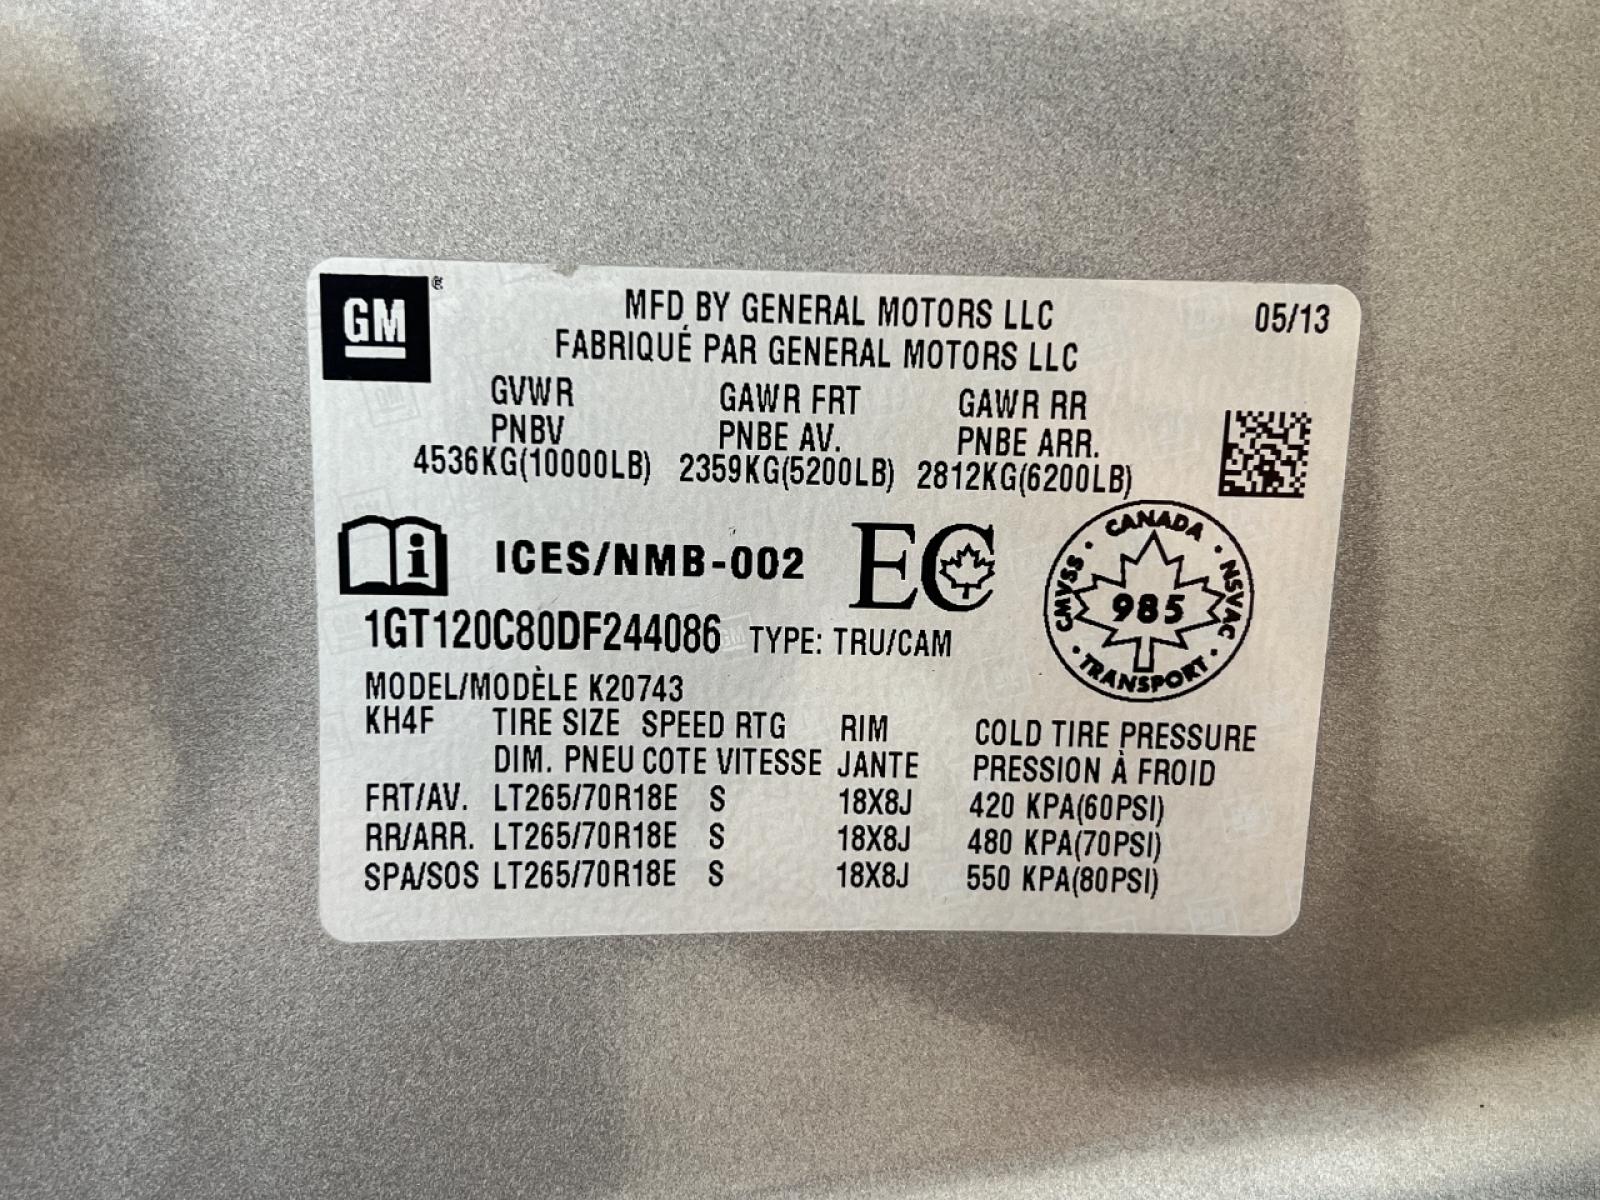 GM ®
MFD BY GENERAL MOTORS LLC 05/13
FABRIQUÉ PAR GENERAL MOTORS LLC
GVWR GAWR FRT GAWR RR
PNBV PNBE AV. PNBE ARR.
4536KG(10000LB) 2359KG(5200LB) 2812KG(6200LB)
i ICES/NMB-002 EC
CANADA · NSVAC · TRANSPORT · CMVSS ·
985
1GT120C80DF244086 TYPE: TRU/CAM
MODEL/MODÈLE K20743
KH4F TIRE SIZE SPEED RTG RIM COLD TIRE PRESSURE
DIM. PNEU COTE VITESSE JANTE PRESSION À FROID
FRT/AV. LT265/70R18E S 18X8J 420 KPA(60PSI)
RR/ARR. LT265/70R18E S 18X8J 480 KPA(70PSI)
SPA/SOS LT265/70R18E S 18X8J 550 KPA(80PSI)